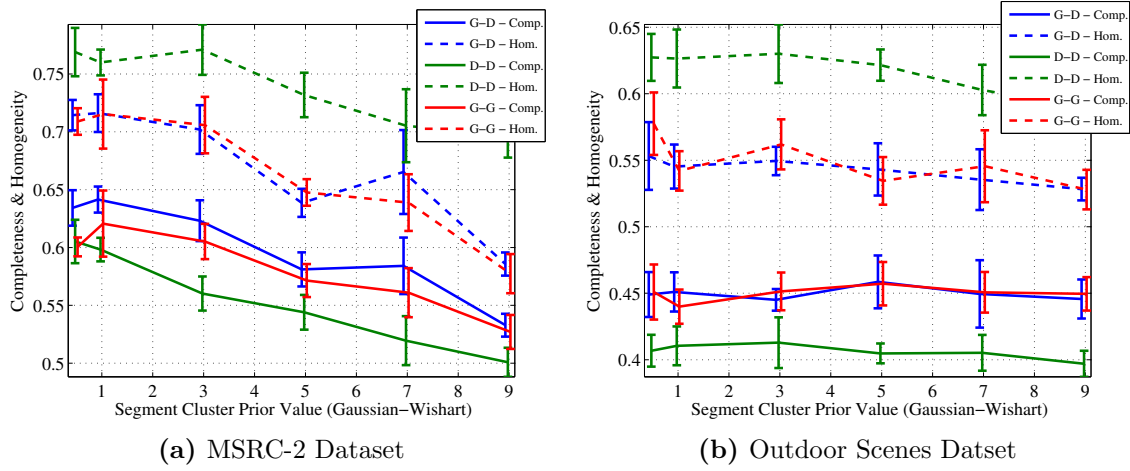 G−D − Comp.
G−D − Hom.
D−D − Comp.
D−D − Hom.
G−G − Comp.
G−G − Hom.
0.75
0.7
0.65
0.6
0.55
0.5
Completeness & Homogeneity
1 2 3 4 5 6 7 8 9
Segment Cluster Prior Value (Gaussian−Wishart)
(a) MSRC-2 Dataset
G−D − Comp.
G−D − Hom.
D−D − Comp.
D−D − Hom.
G−G − Comp.
G−G − Hom.
0.65
0.6
0.55
0.5
0.45
0.4
Completeness & Homogeneity
1 2 3 4 5 6 7 8 9
Segment Cluster Prior Value (Gaussian−Wishart)
(b) Outdoor Scenes Datset